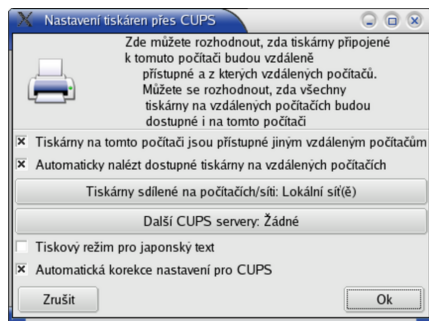 Nastavení tiskáren přes CUPS
Zde můžete rozhodnout, zda tiskárny připojené
k tomuto počítači budou vzdáleně
přístupné a z kterých vzdálených počítačů.
Můžete se rozhodnout, zda všechny
tiskárny na vzdálených počítačích budou
dostupné i na tomto počítači
Tiskárny na tomto počítači jsou přístupné jiným vzdáleným počítačům
Automaticky nalézt dostupné tiskárny na vzdálených počítačích
Tiskárny sdílené na počítačích/síti: Lokální síť(ě)
Další CUPS servery: Žádné
Tiskový režim pro japonský text
Automatická korekce nastavení pro CUPS
Zrušit
Ok